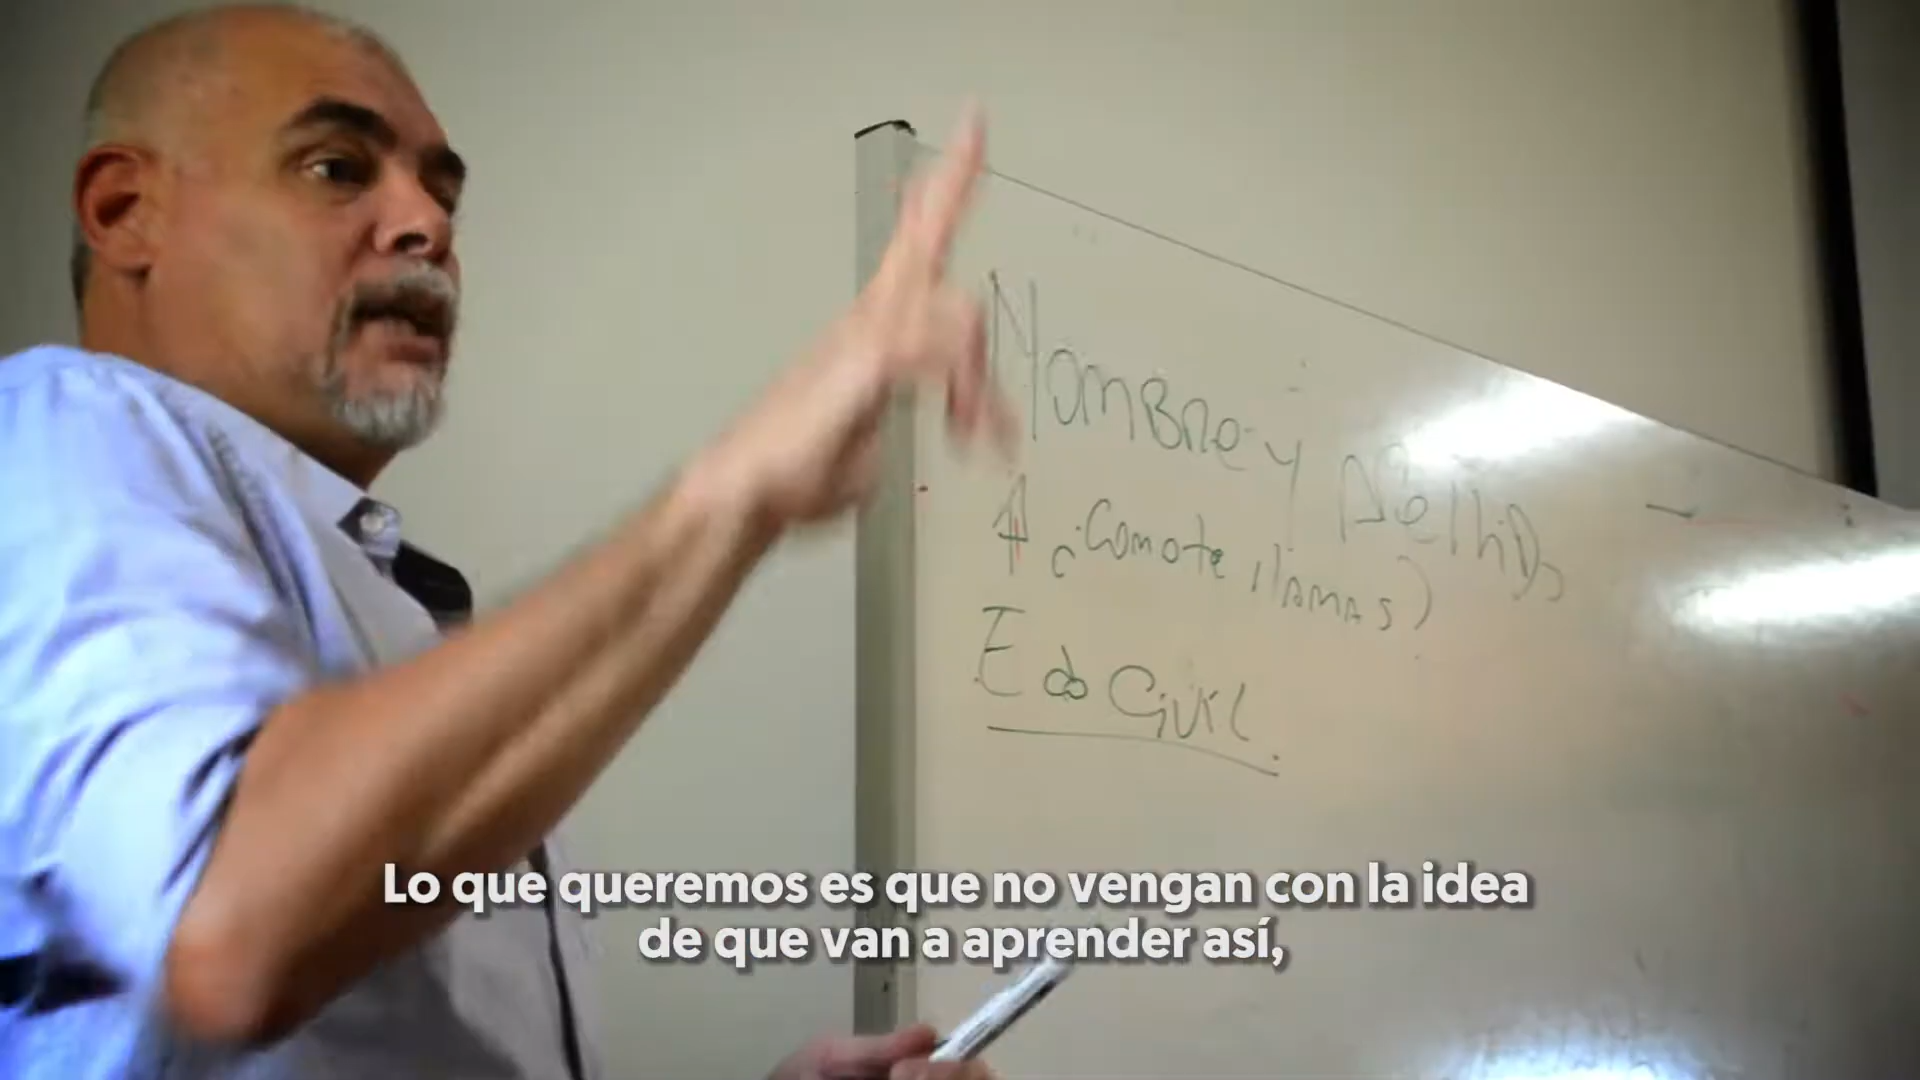 Nombre y Apellido
¿Como te llamas)
Edo Civil
Lo que queremos es que no vengan con la idea
de que van a aprender así,